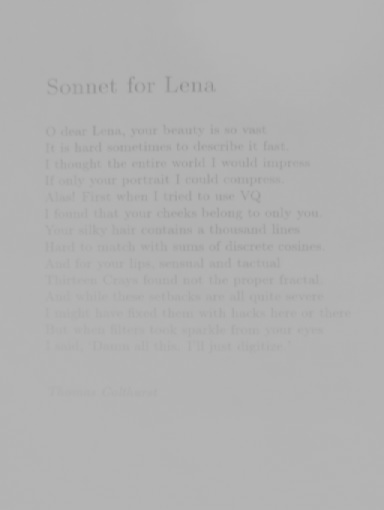 Sonnet for Lena
O dear Lena, your beauty is so vast
It is hard sometimes to describe it fast.
I thought the entire world I would impress
If only your portrait I could compress.
Alas! First when I tried to use VQ
I found that your cheeks belong to only you.
Your silky hair contains a thousand lines
Hard to match with sums of discrete cosines.
And for your lips, sensual and tactual
Thirteen Crays found not the proper fractal.
And while these setbacks are all quite severe
I might have fixed them with hacks here or there
But when filters took sparkle from your eyes
I said, 'Damn all this. I'll just digitize.'
Thomas Colthurst